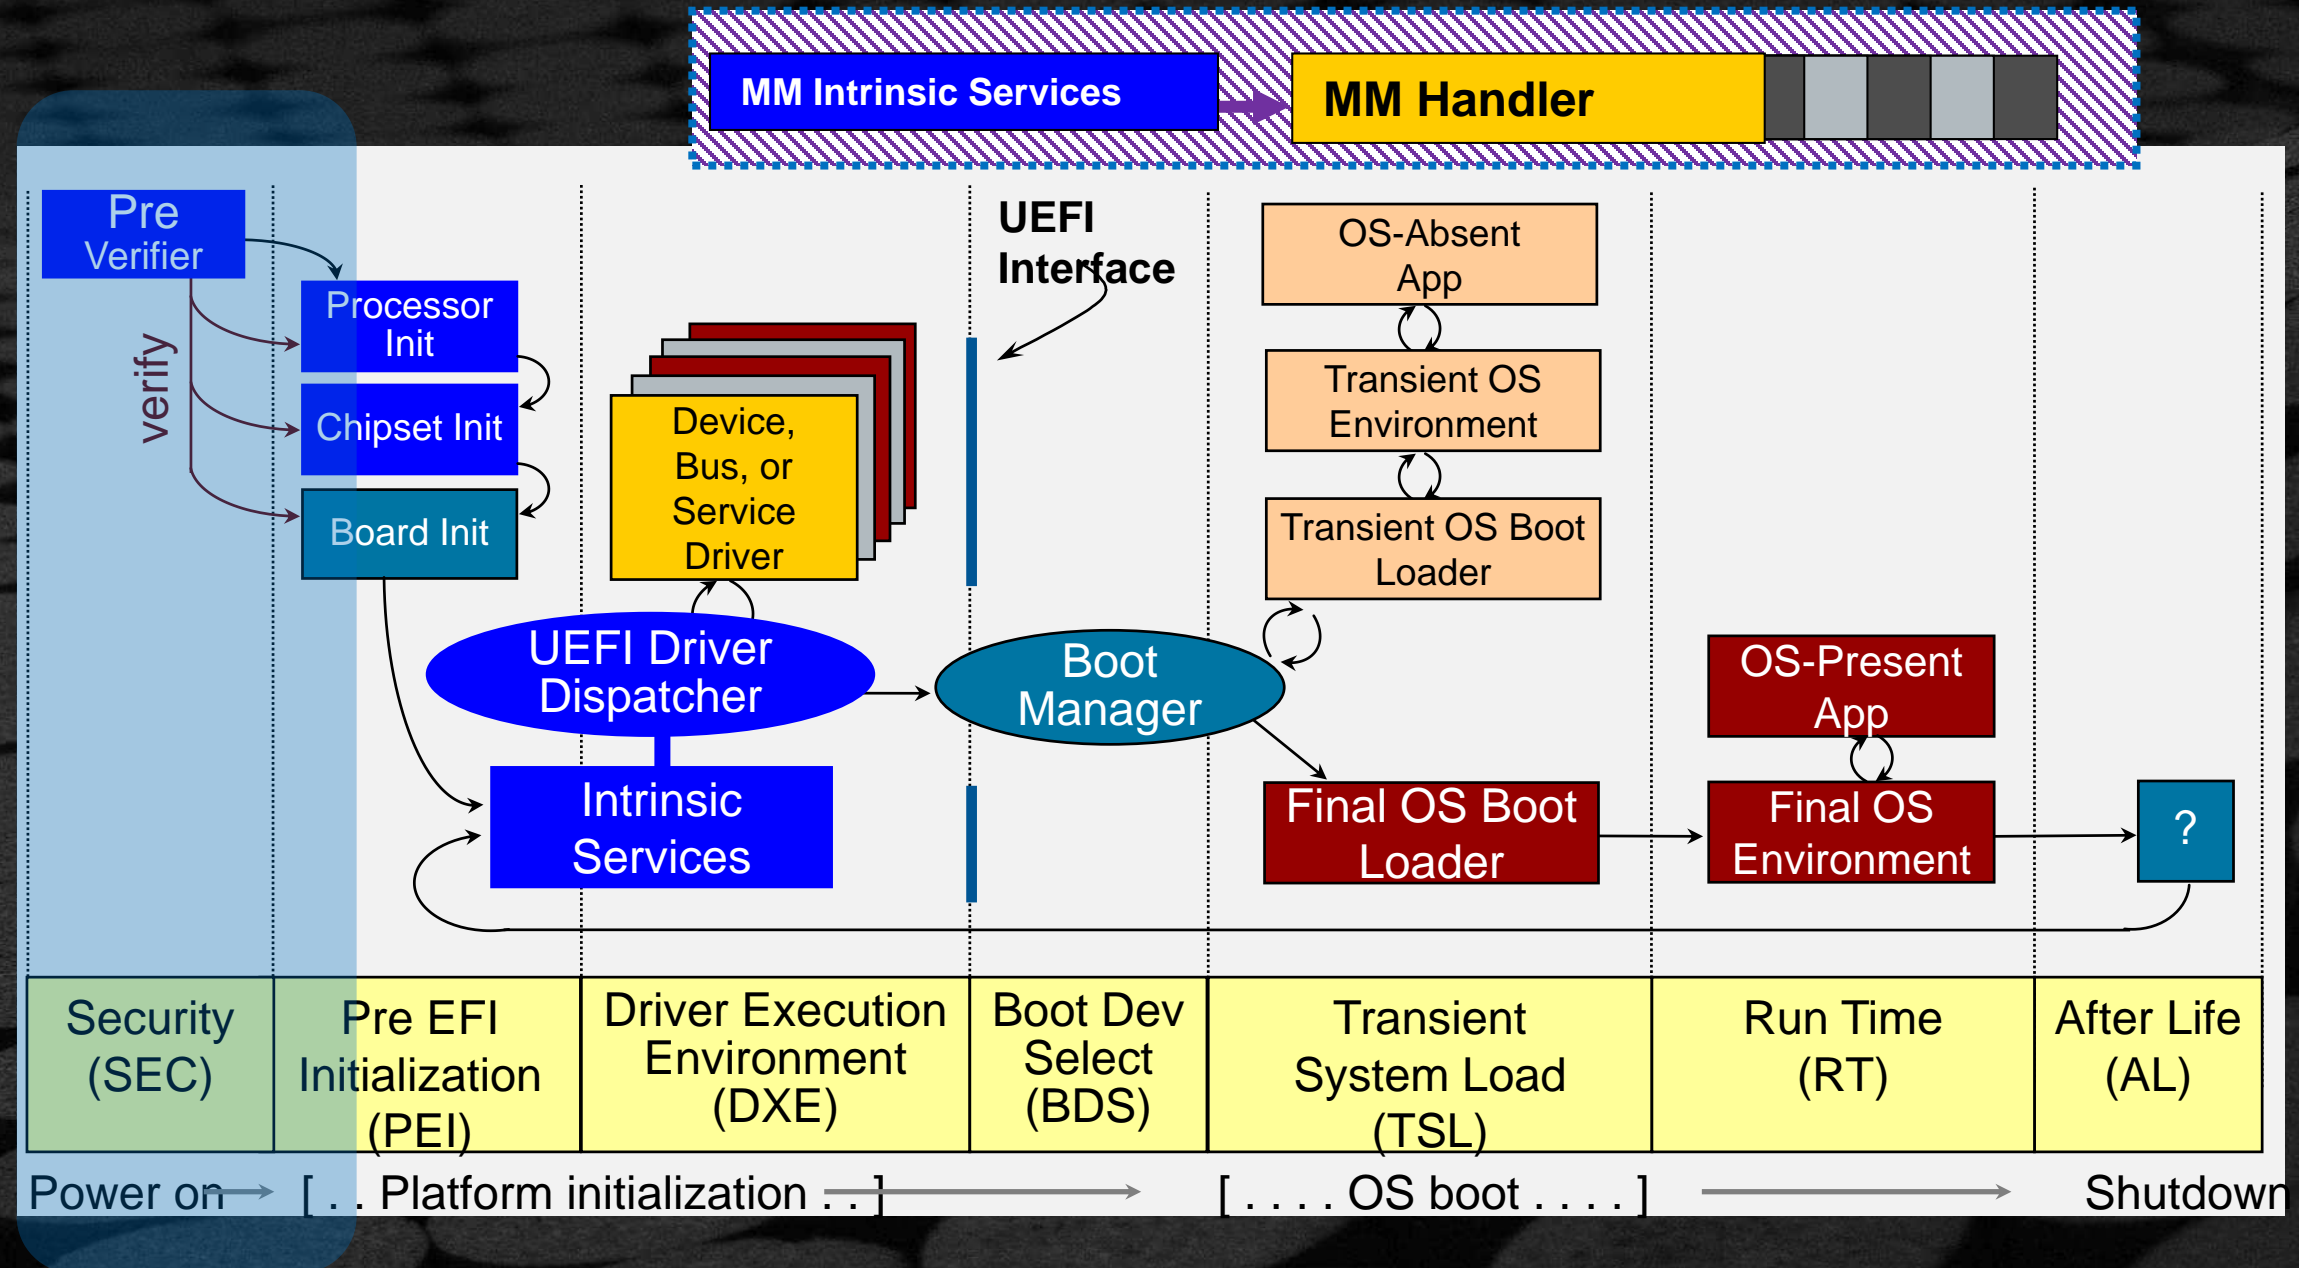 MM Intrinsic Services
MM Handler
Pre
Verifier
verify
Processor
Init
Chipset Init
Board Init
Device,
Bus, or
Service
Driver
UEFI Driver
Dispatcher
Intrinsic
Services
UEFI
Interface
Boot
Manager
OS-Absent
App
Transient OS
Environment
Transient OS Boot
Loader
Final OS Boot
Loader
OS-Present
App
Final OS
Environment
?
Security
(SEC)
Pre EFI
Initialization
(PEI)
Driver Execution
Environment
(DXE)
Boot Dev
Select
(BDS)
Transient
System Load
(TSL)
Run Time
(RT)
After Life
(AL)
Power on
[ . . Platform initialization . . ]
[ . . . . OS boot . . . . ]
Shutdown